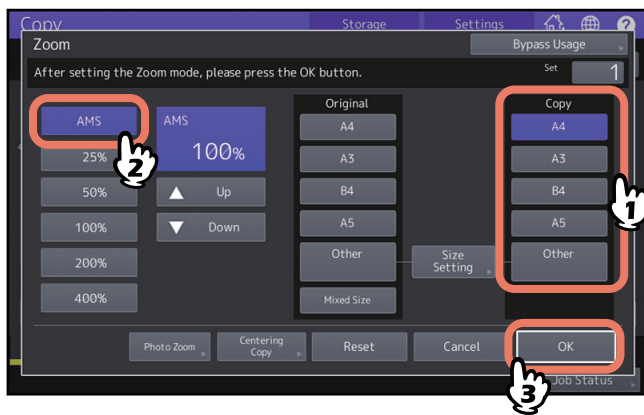 Copy
Storage
Settings
Zoom
Bypass Usage
After setting the Zoom mode, please press the OK button.
Set
1
AMS
25%
50%
100%
200%
400%
AMS
100%
Up
Down
Original
A4
A3
B4
A5
Other
Mixed Size
Size
Setting
Copy
A4
A3
B4
A5
Other
Photo Zoom
Centering
Copy
Reset
Cancel
OK
Job Status
1
2
3